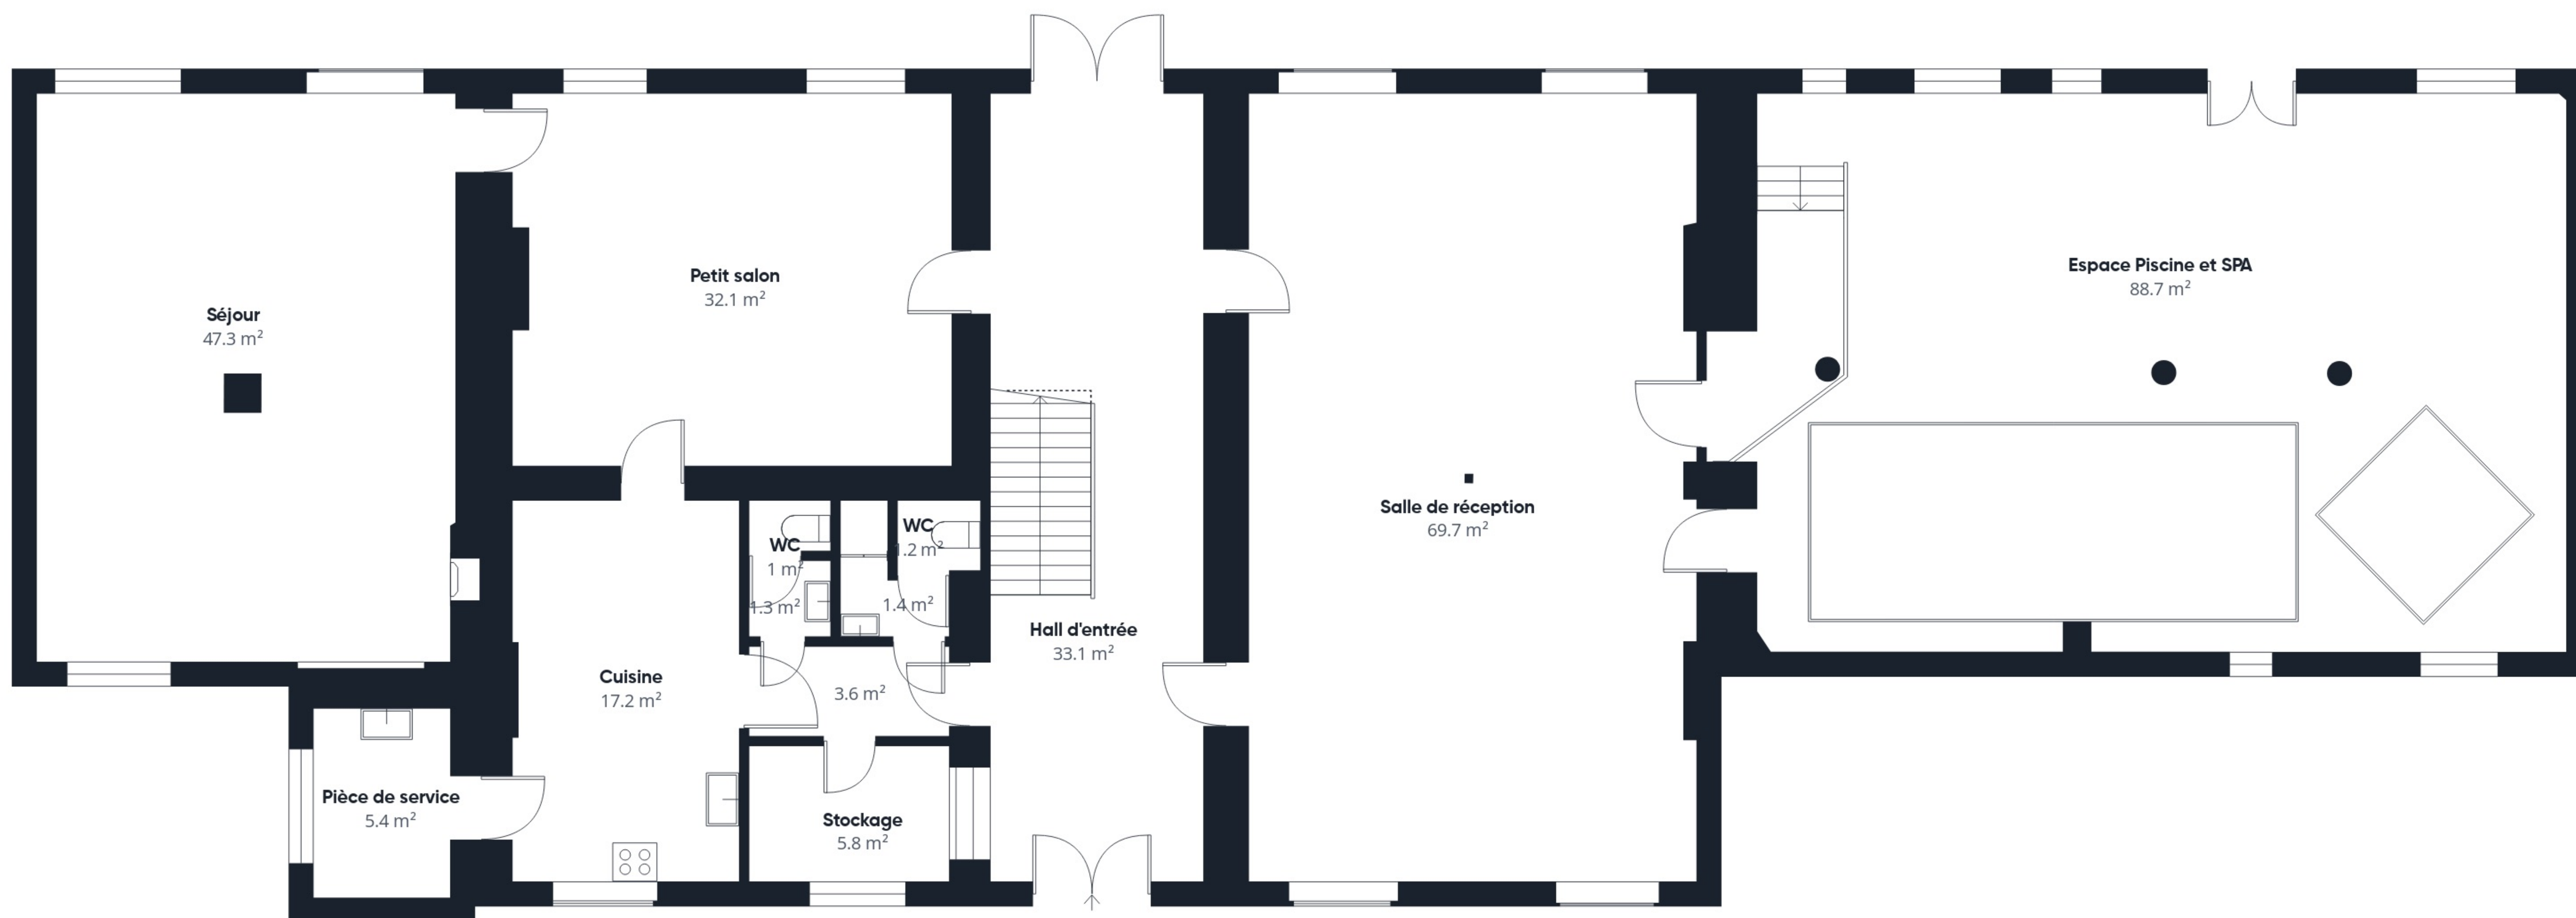 Séjour
47.3 m²
Petit salon
32.1 m²
Espace Piscine et SPA
88.7 m²
Salle de réception
69.7 m²
WC
1 m²
1.3 m²
WC
1.2 m²
1.4 m²
Hall d'entrée
33.1 m²
Cuisine
17.2 m²
3.6 m²
Pièce de service
5.4 m²
Stockage
5.8 m²